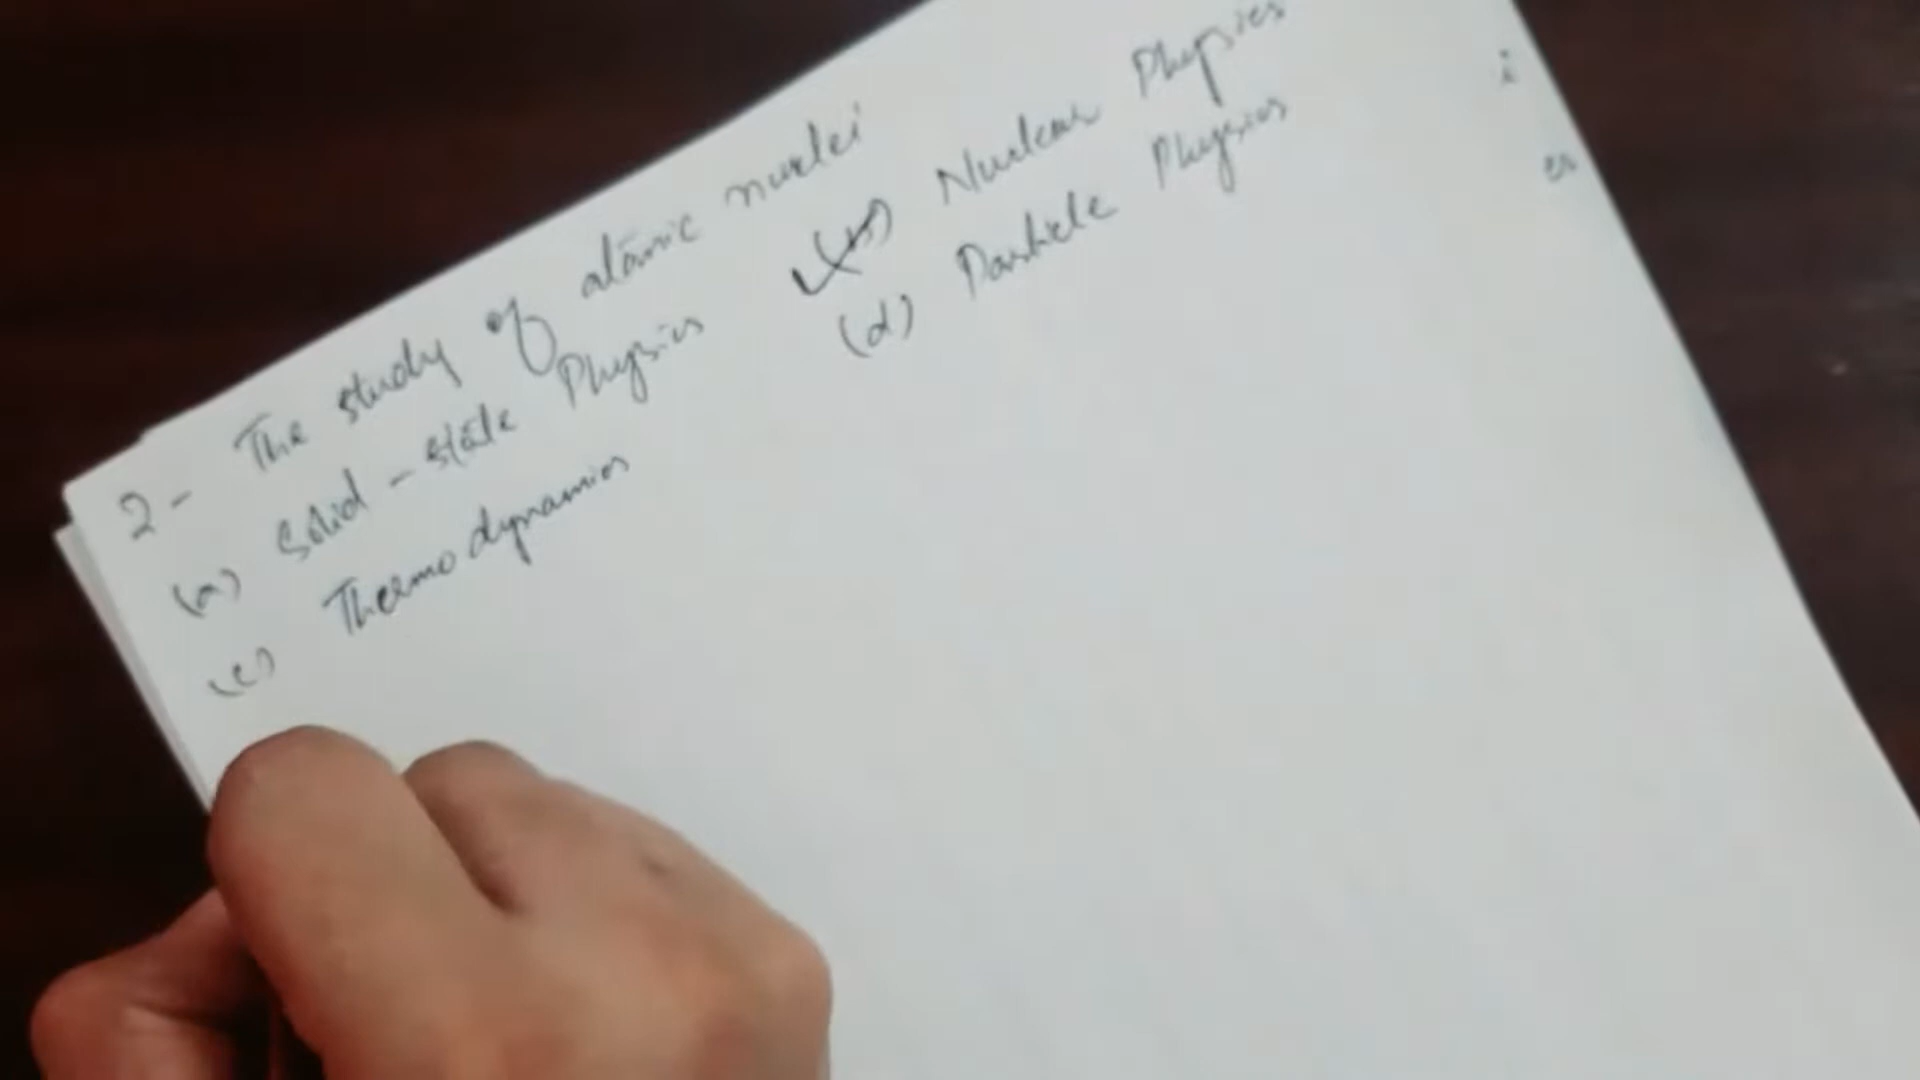 2- The study of atomic nuclei
(a) Solid-state Physics (b) Nuclear Physics
(c) Thermodynamics (d) Particle Physics